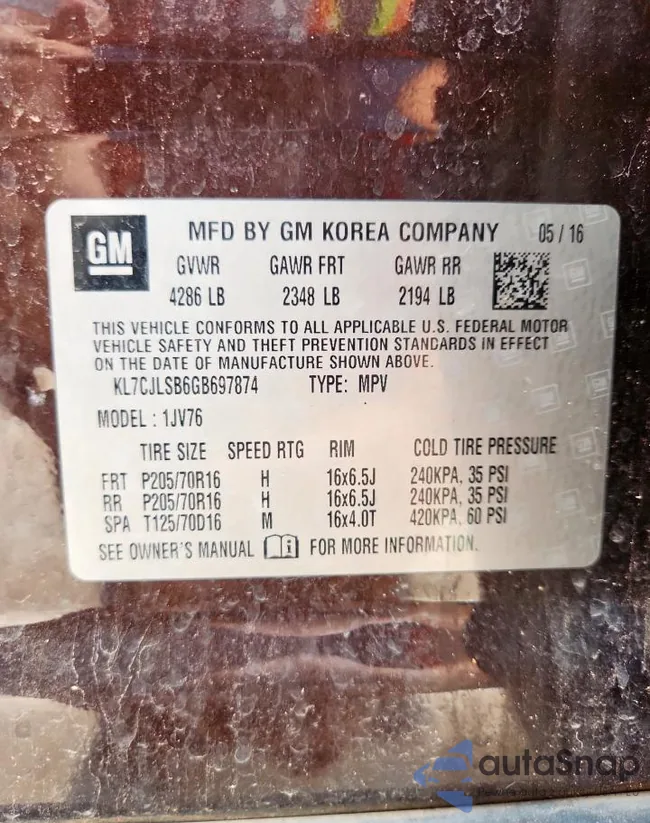 GM
MFD BY GM KOREA COMPANY 05 / 16
GVWR GAWR FRT GAWR RR
4286 LB 2348 LB 2194 LB
THIS VEHICLE CONFORMS TO ALL APPLICABLE U.S. FEDERAL MOTOR
VEHICLE SAFETY AND THEFT PREVENTION STANDARDS IN EFFECT
ON THE DATE OF MANUFACTURE SHOWN ABOVE.
KL7CJLSB6GB697874 TYPE: MPV
MODEL : 1JV76
TIRE SIZE SPEED RTG RIM COLD TIRE PRESSURE
FRT P205/70R16 H 16x6.5J 240KPA, 35 PSI
RR P205/70R16 H 16x6.5J 240KPA, 35 PSI
SPA T125/70D16 M 16x4.0T 420KPA, 60 PSI
SEE OWNER'S MANUAL FOR MORE INFORMATION.
autaSnap